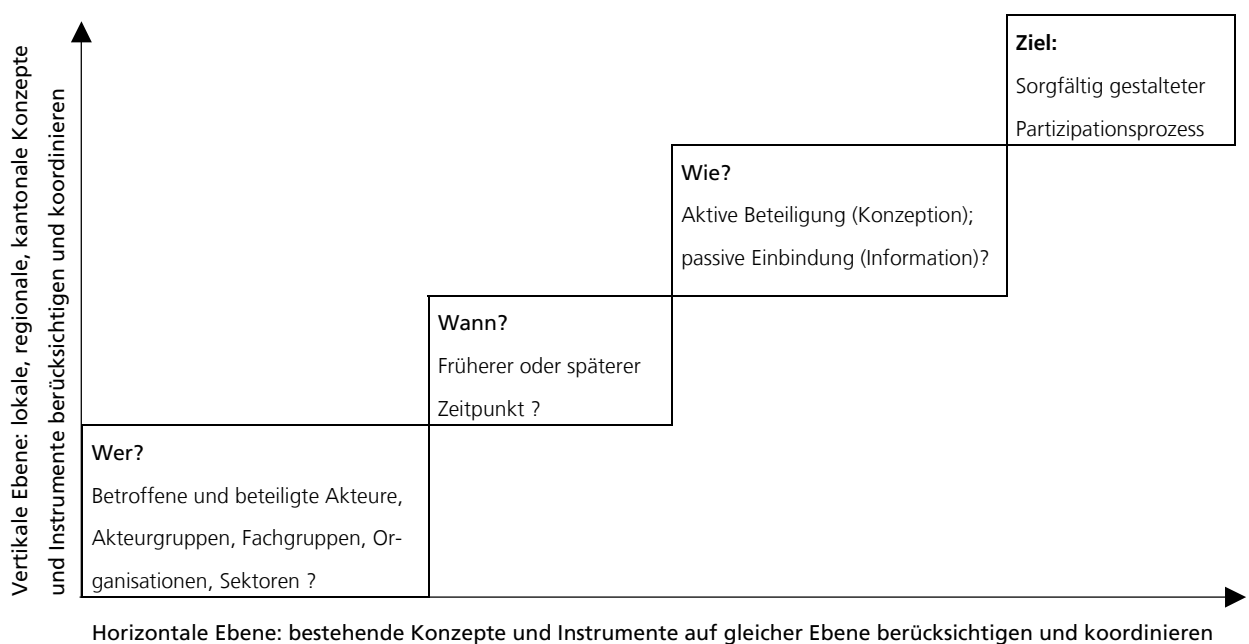 Vertikale Ebene: lokale, regionale, kantonale Konzepte
und Instrumente berücksichtigen und koordinieren
Ziel:
Sorgfältig gestalteter
Partizipationsprozess
Wie?
Aktive Beteiligung (Konzeption);
passive Einbindung (Information)?
Wann?
Früherer oder späterer
Zeitpunkt ?
Wer?
Betroffene und beteiligte Akteure,
Akteurgruppen, Fachgruppen, Or-
ganisationen, Sektoren ?
Horizontale Ebene: bestehende Konzepte und Instrumente auf gleicher Ebene berücksichtigen und koordinieren